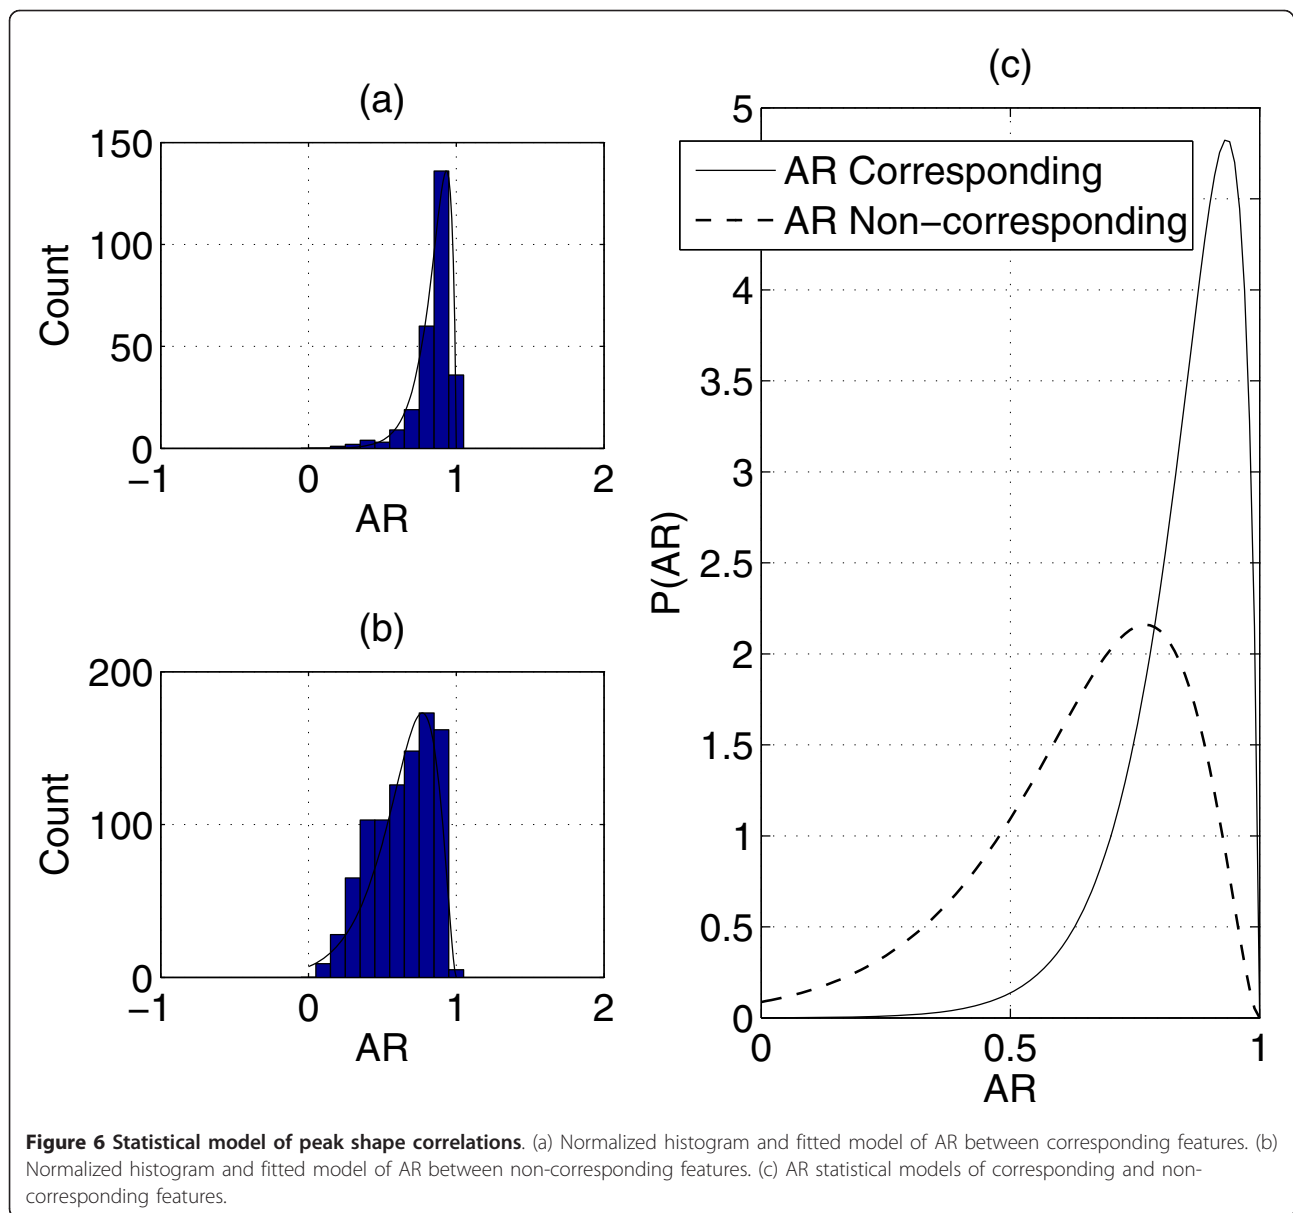 (a)
150
100
50
0
Count
−1 0 1 2
AR
(b)
200
100
0
Count
−1 0 1 2
AR
(c)
5
AR Corresponding
AR Non−corresponding
4
3.5
3
2.5
2
1.5
1
0.5
0
P(AR)
0 0.5 1
AR
Figure 6 Statistical model of peak shape correlations. (a) Normalized histogram and fitted model of AR between corresponding features. (b)
Normalized histogram and fitted model of AR between non-corresponding features. (c) AR statistical models of corresponding and non-
corresponding features.